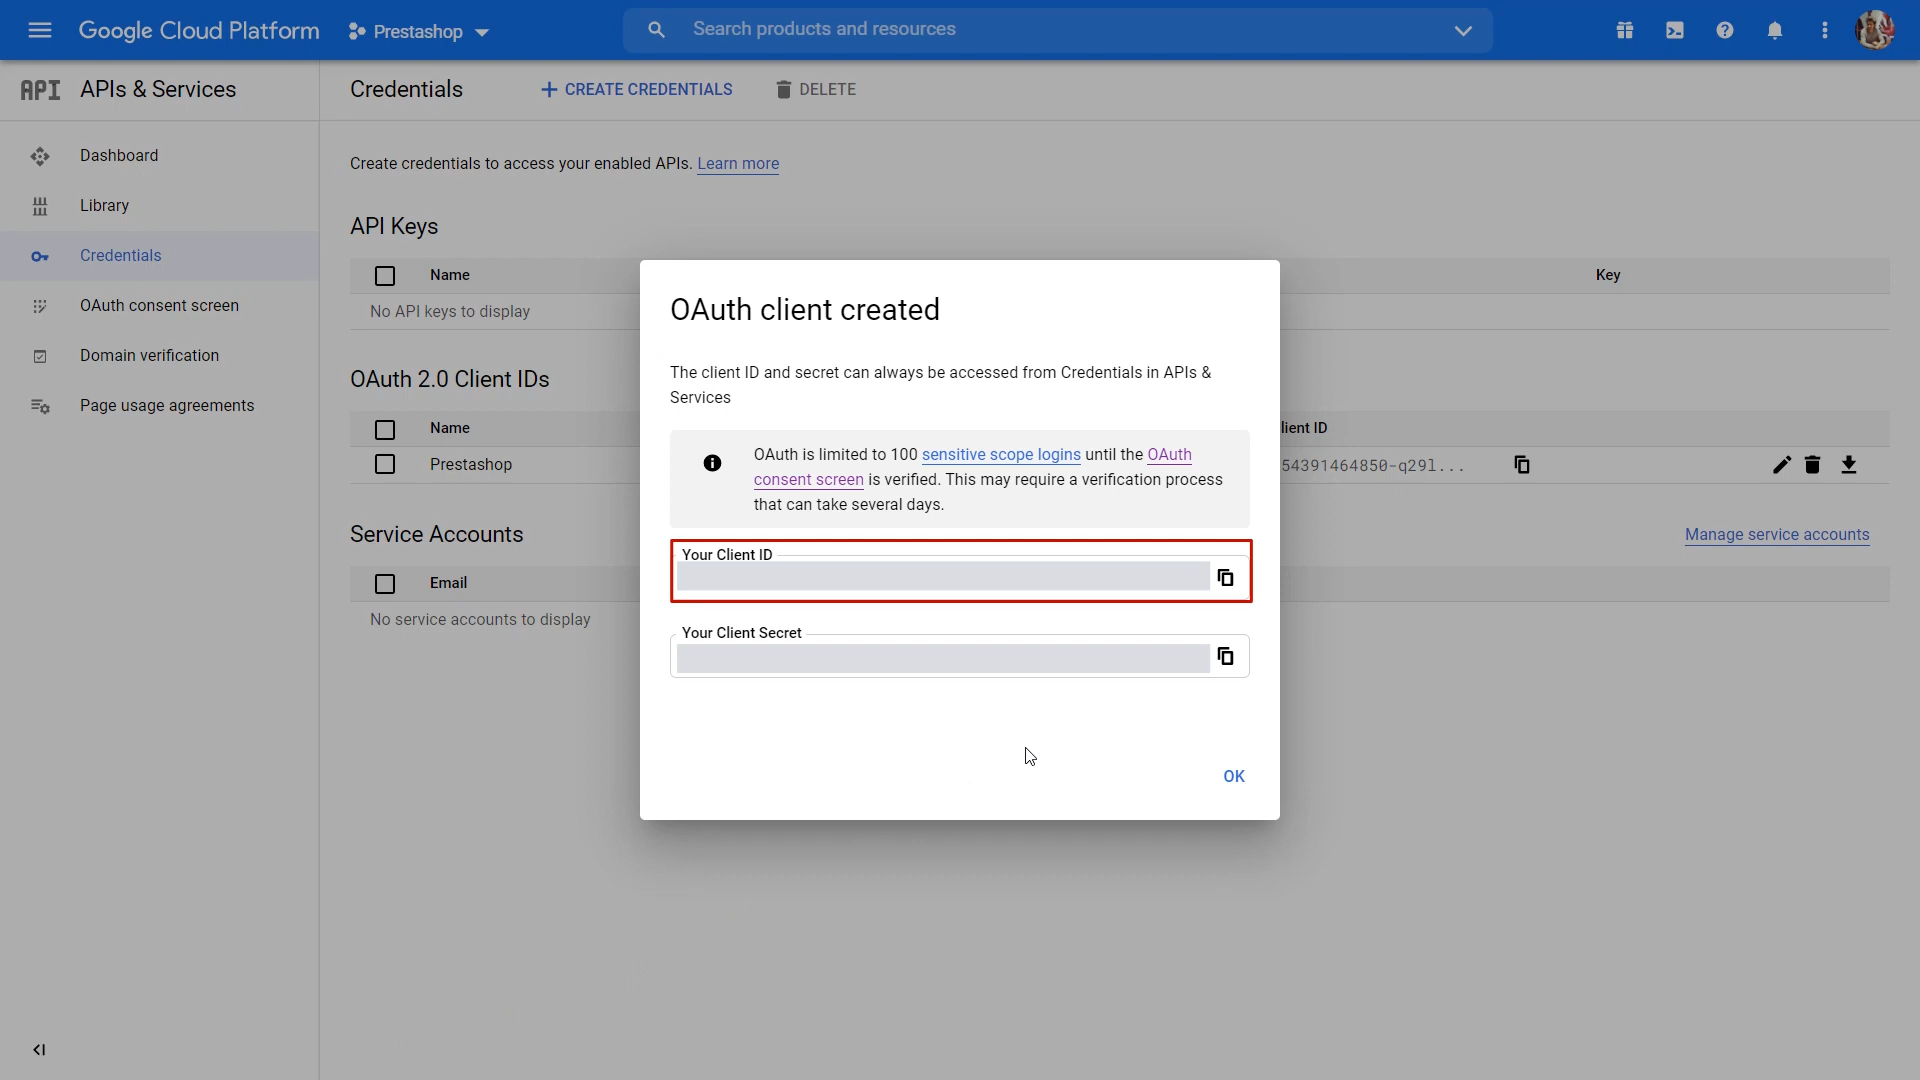 Google Cloud Platform
Prestashop
Search products and resources
API APIs & Services
Credentials
CREATE CREDENTIALS
DELETE
Dashboard
Library
Credentials
OAuth consent screen
Domain verification
Page usage agreements
Create credentials to access your enabled APIs. Learn more
API Keys
Name
Key
No API keys to display
OAuth 2.0 Client IDs
Name
lient ID
Prestashop
54391464850-q29l...
Service Accounts
Manage service accounts
Email
No service accounts to display
OAuth client created
The client ID and secret can always be accessed from Credentials in APIs &
Services
OAuth is limited to 100 sensitive scope logins until the OAuth
consent screen is verified. This may require a verification process
that can take several days.
Your Client ID
Your Client Secret
OK